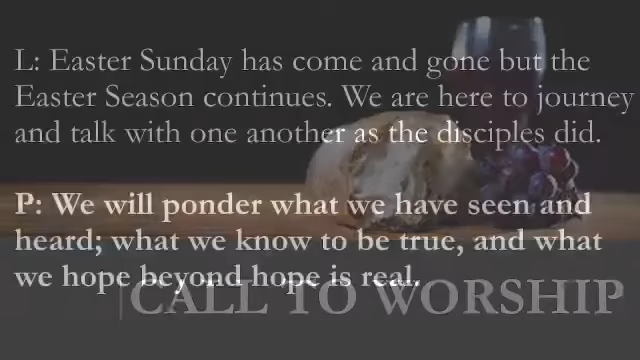 L: Easter Sunday has come and gone but the
Easter Season continues. We are here to journey
and talk with one another as the disciples did.
P: We will ponder what we have seen and
heard; what we know to be true, and what
we hope beyond hope is real.
CALL TO WORSHIP